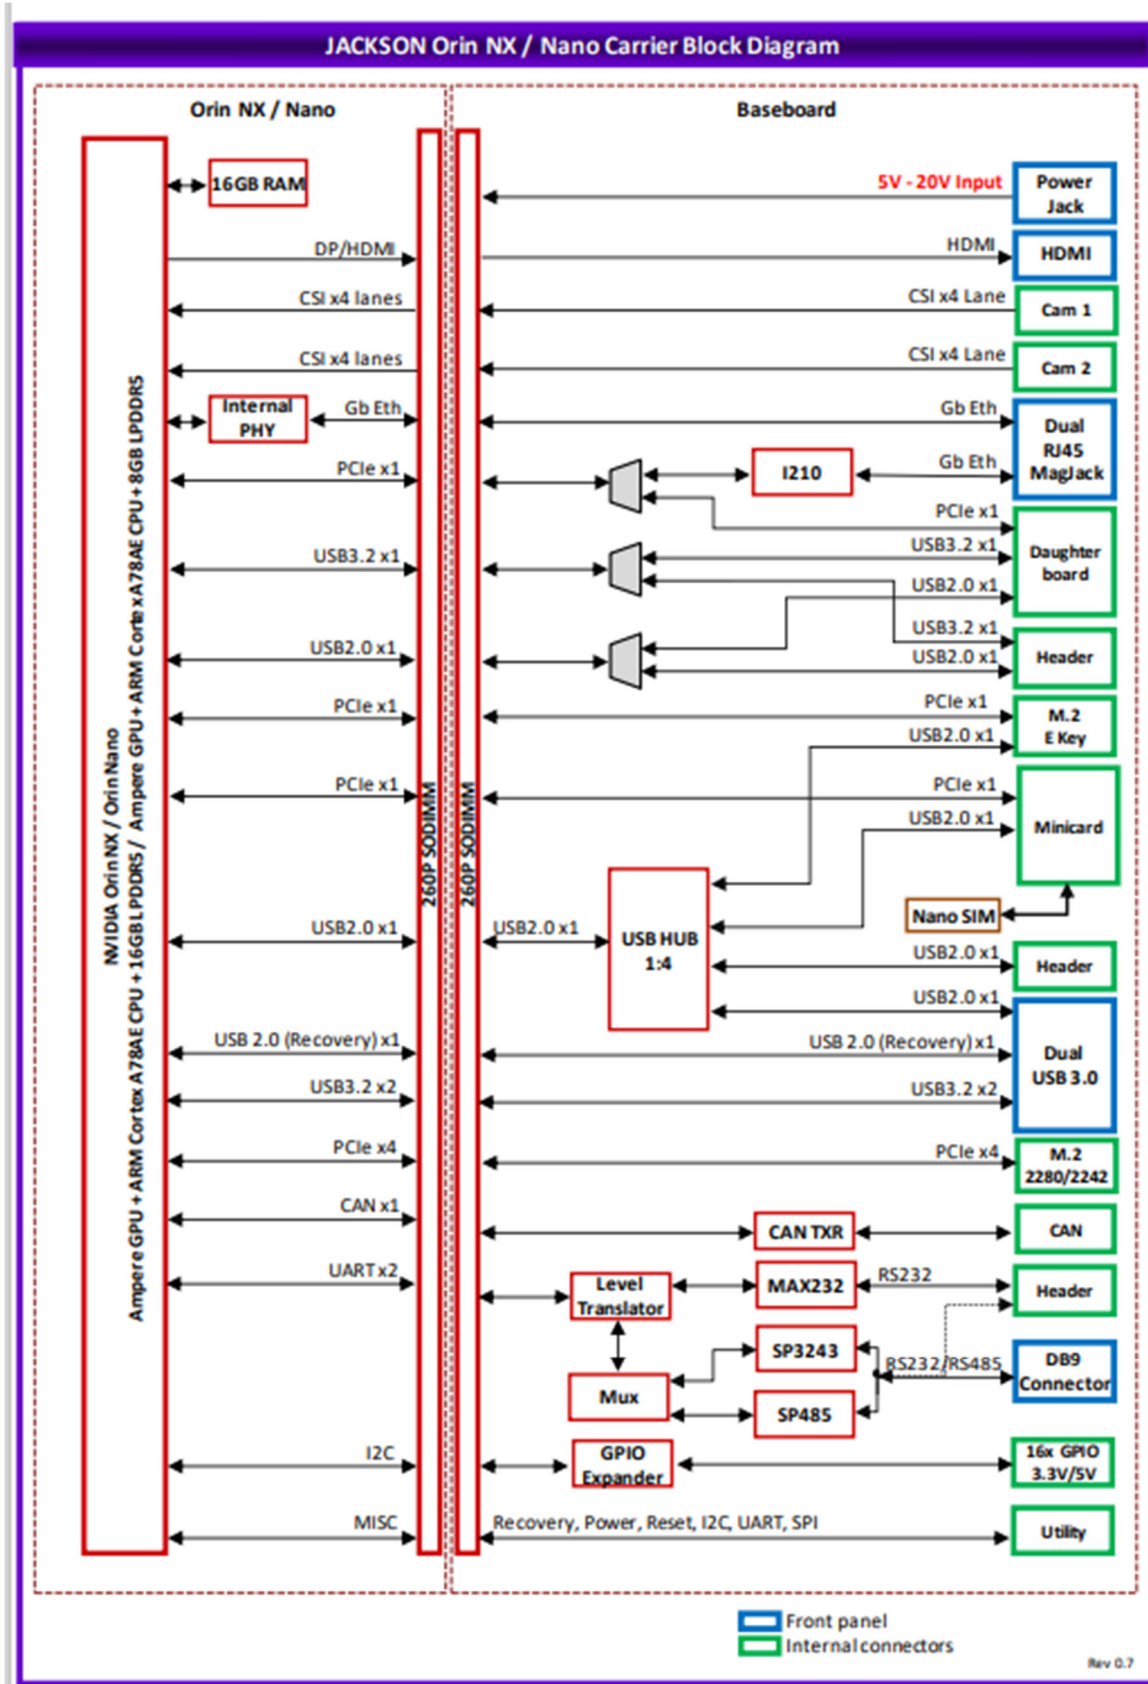 JACKSON Orin NX / Nano Carrier Block Diagram
Orin NX / Nano
Baseboard
NVIDIA Orin NX / Orin Nano
Ampere GPU + ARM Cortex A78AE CPU + 16GB LPDDR5 / Ampere GPU + ARM Cortex A78AE CPU + 8GB LPDDR5
16GB RAM
DP/HDMI
CSI x4 lanes
CSI x4 lanes
Internal
PHY
Gb Eth
PCIe x1
USB3.2 x1
USB2.0 x1
PCIe x1
PCIe x1
USB2.0 x1
USB 2.0 (Recovery) x1
USB3.2 x2
PCIe x4
CAN x1
UART x2
I2C
MISC
260P SODIMM
260P SODIMM
5V - 20V Input
Power
Jack
HDMI
HDMI
CSI x4 Lane
Cam 1
CSI x4 Lane
Cam 2
Gb Eth
Dual
RJ45
MagJack
I210
Gb Eth
PCIe x1
USB3.2 x1
Daughter
board
USB2.0 x1
USB3.2 x1
USB2.0 x1
Header
PCIe x1
M.2
E Key
USB2.0 x1
PCIe x1
USB2.0 x1
Minicard
Nano SIM
USB2.0 x1
USB HUB
1:4
USB2.0 x1
Header
USB2.0 x1
USB 2.0 (Recovery) x1
Dual
USB 3.0
USB3.2 x2
PCIe x4
M.2
2280/2242
CAN TXR
CAN
Level
Translator
MAX232
RS232
Header
SP3243
Mux
SP485
RS232/RS485
DB9
Connector
GPIO
Expander
16x GPIO
3.3V/5V
Recovery, Power, Reset, I2C, UART, SPI
Utility
Front panel
Internal connectors
Rev 0.7